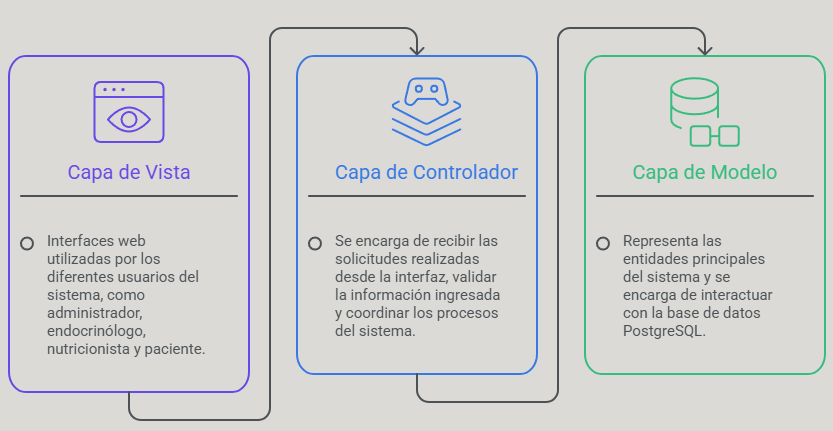 Capa de Vista
Interfaces web
utilizadas por los
diferentes usuarios del
sistema, como
administrador,
endocrinólogo,
nutricionista y paciente.
Capa de Controlador
Se encarga de recibir las
solicitudes realizadas
desde la interfaz, validar
la información ingresada
y coordinar los procesos
del sistema.
Capa de Modelo
Representa las
entidades principales
del sistema y se
encarga de interactuar
con la base de datos
PostgreSQL.